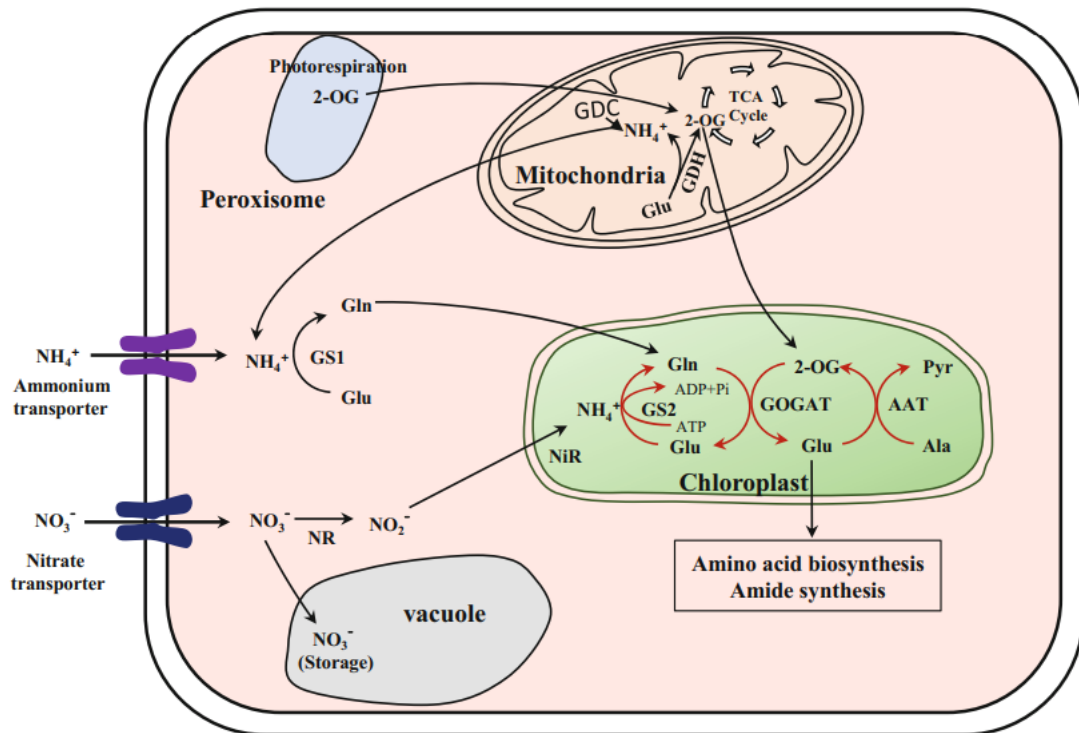 Photorespiration
2-OG
Peroxisome
GDC
NH₄⁺
2-OG
TCA
Cycle
Mitochondria
GDH
Glu
Gln
NH₄⁺
GS1
Glu
NH₄⁺
Ammonium
transporter
Gln
ADP+Pi
NH₄⁺
GS2
ATP
Glu
NiR
2-OG
GOGAT
Glu
Pyr
AAT
Ala
Chloroplast
NO₃⁻
Nitrate
transporter
NO₃⁻
NR
NO₂⁻
vacuole
NO₃⁻
(Storage)
Amino acid biosynthesis
Amide synthesis